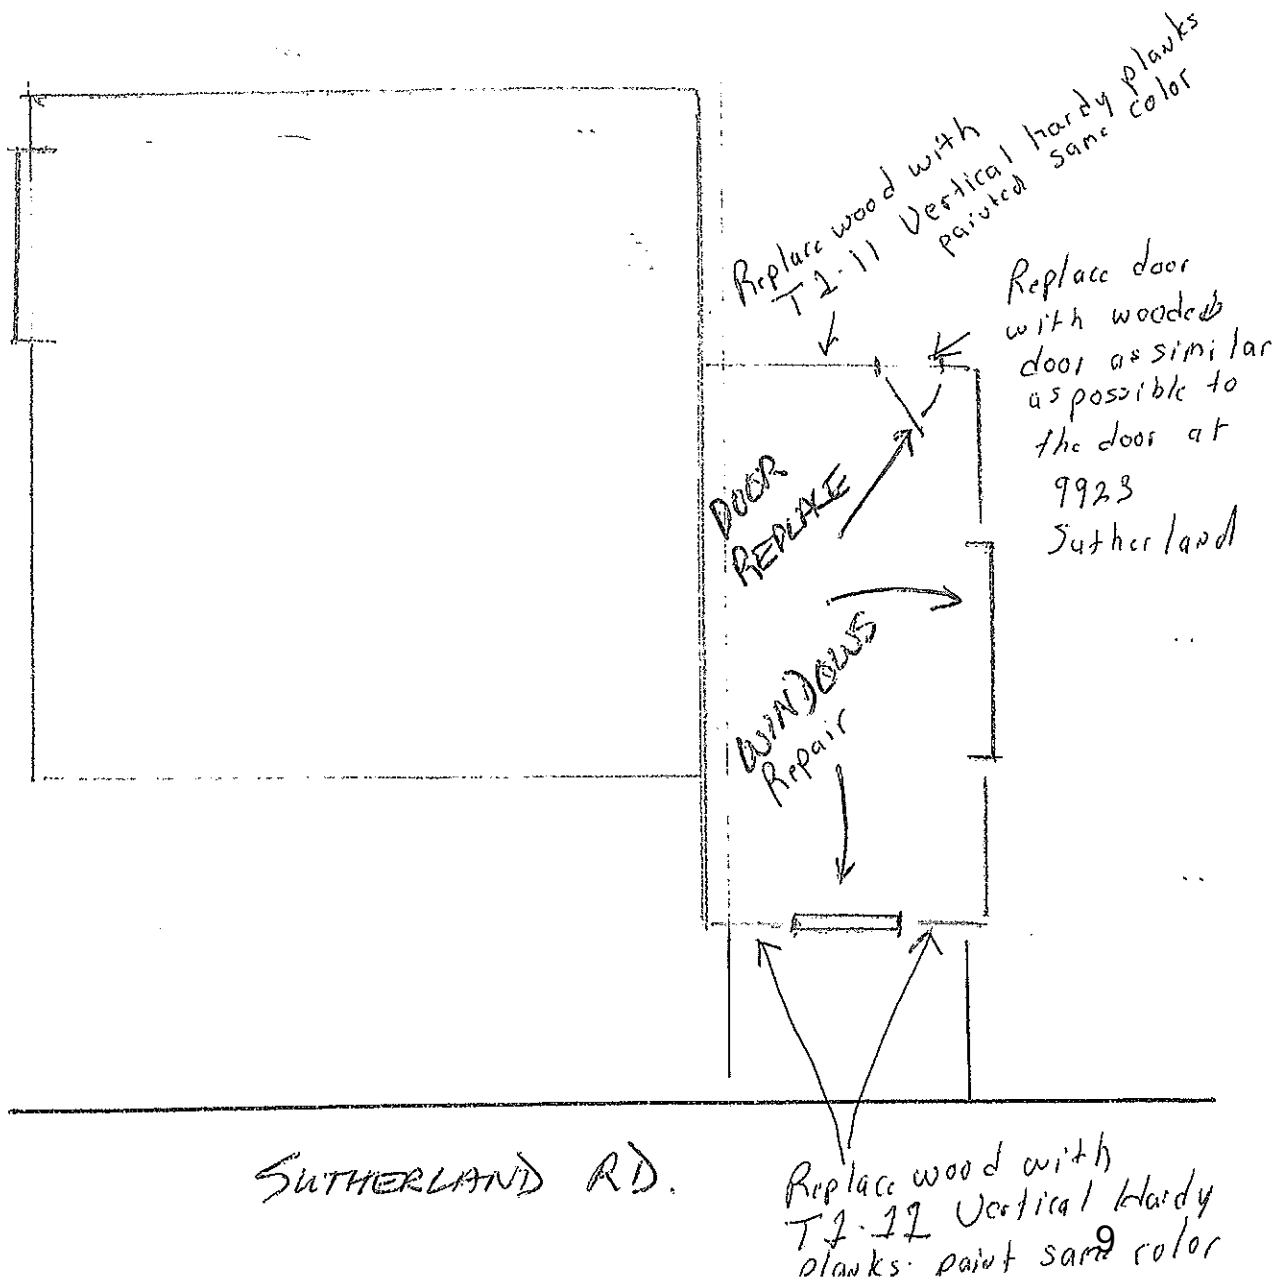 Replace wood with
T1-11 Vertical hardy planks
painted same color
Replace door
with wooded
door as similar
as possible to
the door at
9923
Sutherland
DOOR
REPLACE
WINDOWS
Repair
SUTHERLAND RD.
Replace wood with
T1-11 Vertical Hardy
planks. paint same color
9